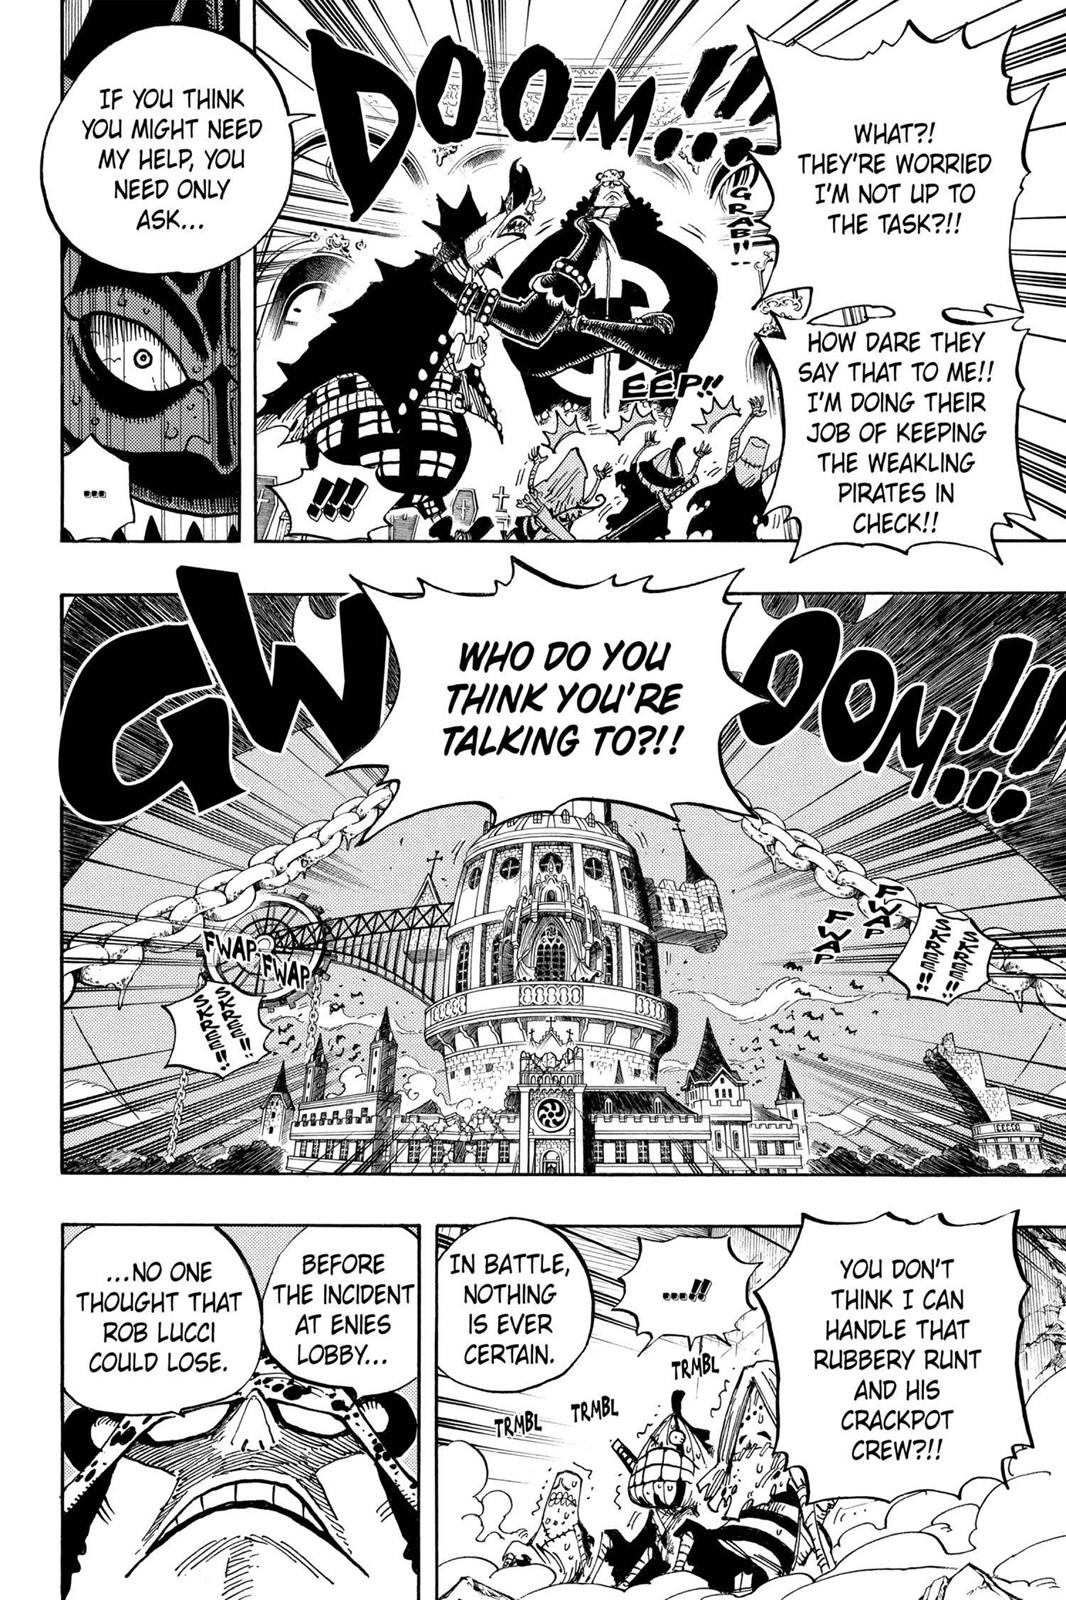 WHAT?!
THEY'RE WORRIED
I'M NOT UP TO
THE TASK?!!
HOW DARE THEY
SAY THAT TO ME!!
I'M DOING THEIR
JOB OF KEEPING
THE WEAKLING
PIRATES IN
CHECK!!
GRAB!!
DOOM!!!
EEP!!
!!!
IF YOU THINK
YOU MIGHT NEED
MY HELP, YOU
NEED ONLY
ASK...
...
WHO DO YOU
THINK YOU'RE
TALKING TO?!!
GWDOOM!!!
FWAP
FWAP
SKREE!!
SKREE!!
FWAP
FWAP
SKREE!!
SKREE!!
YOU DON'T
THINK I CAN
HANDLE THAT
RUBBERY RUNT
AND HIS
CRACKPOT
CREW?!!
....!!
TRMBL
TRMBL
TRMBL
IN BATTLE,
NOTHING
IS EVER
CERTAIN.
BEFORE
THE INCIDENT
AT ENIES
LOBBY...
...NO ONE
THOUGHT THAT
ROB LUCCI
COULD LOSE.